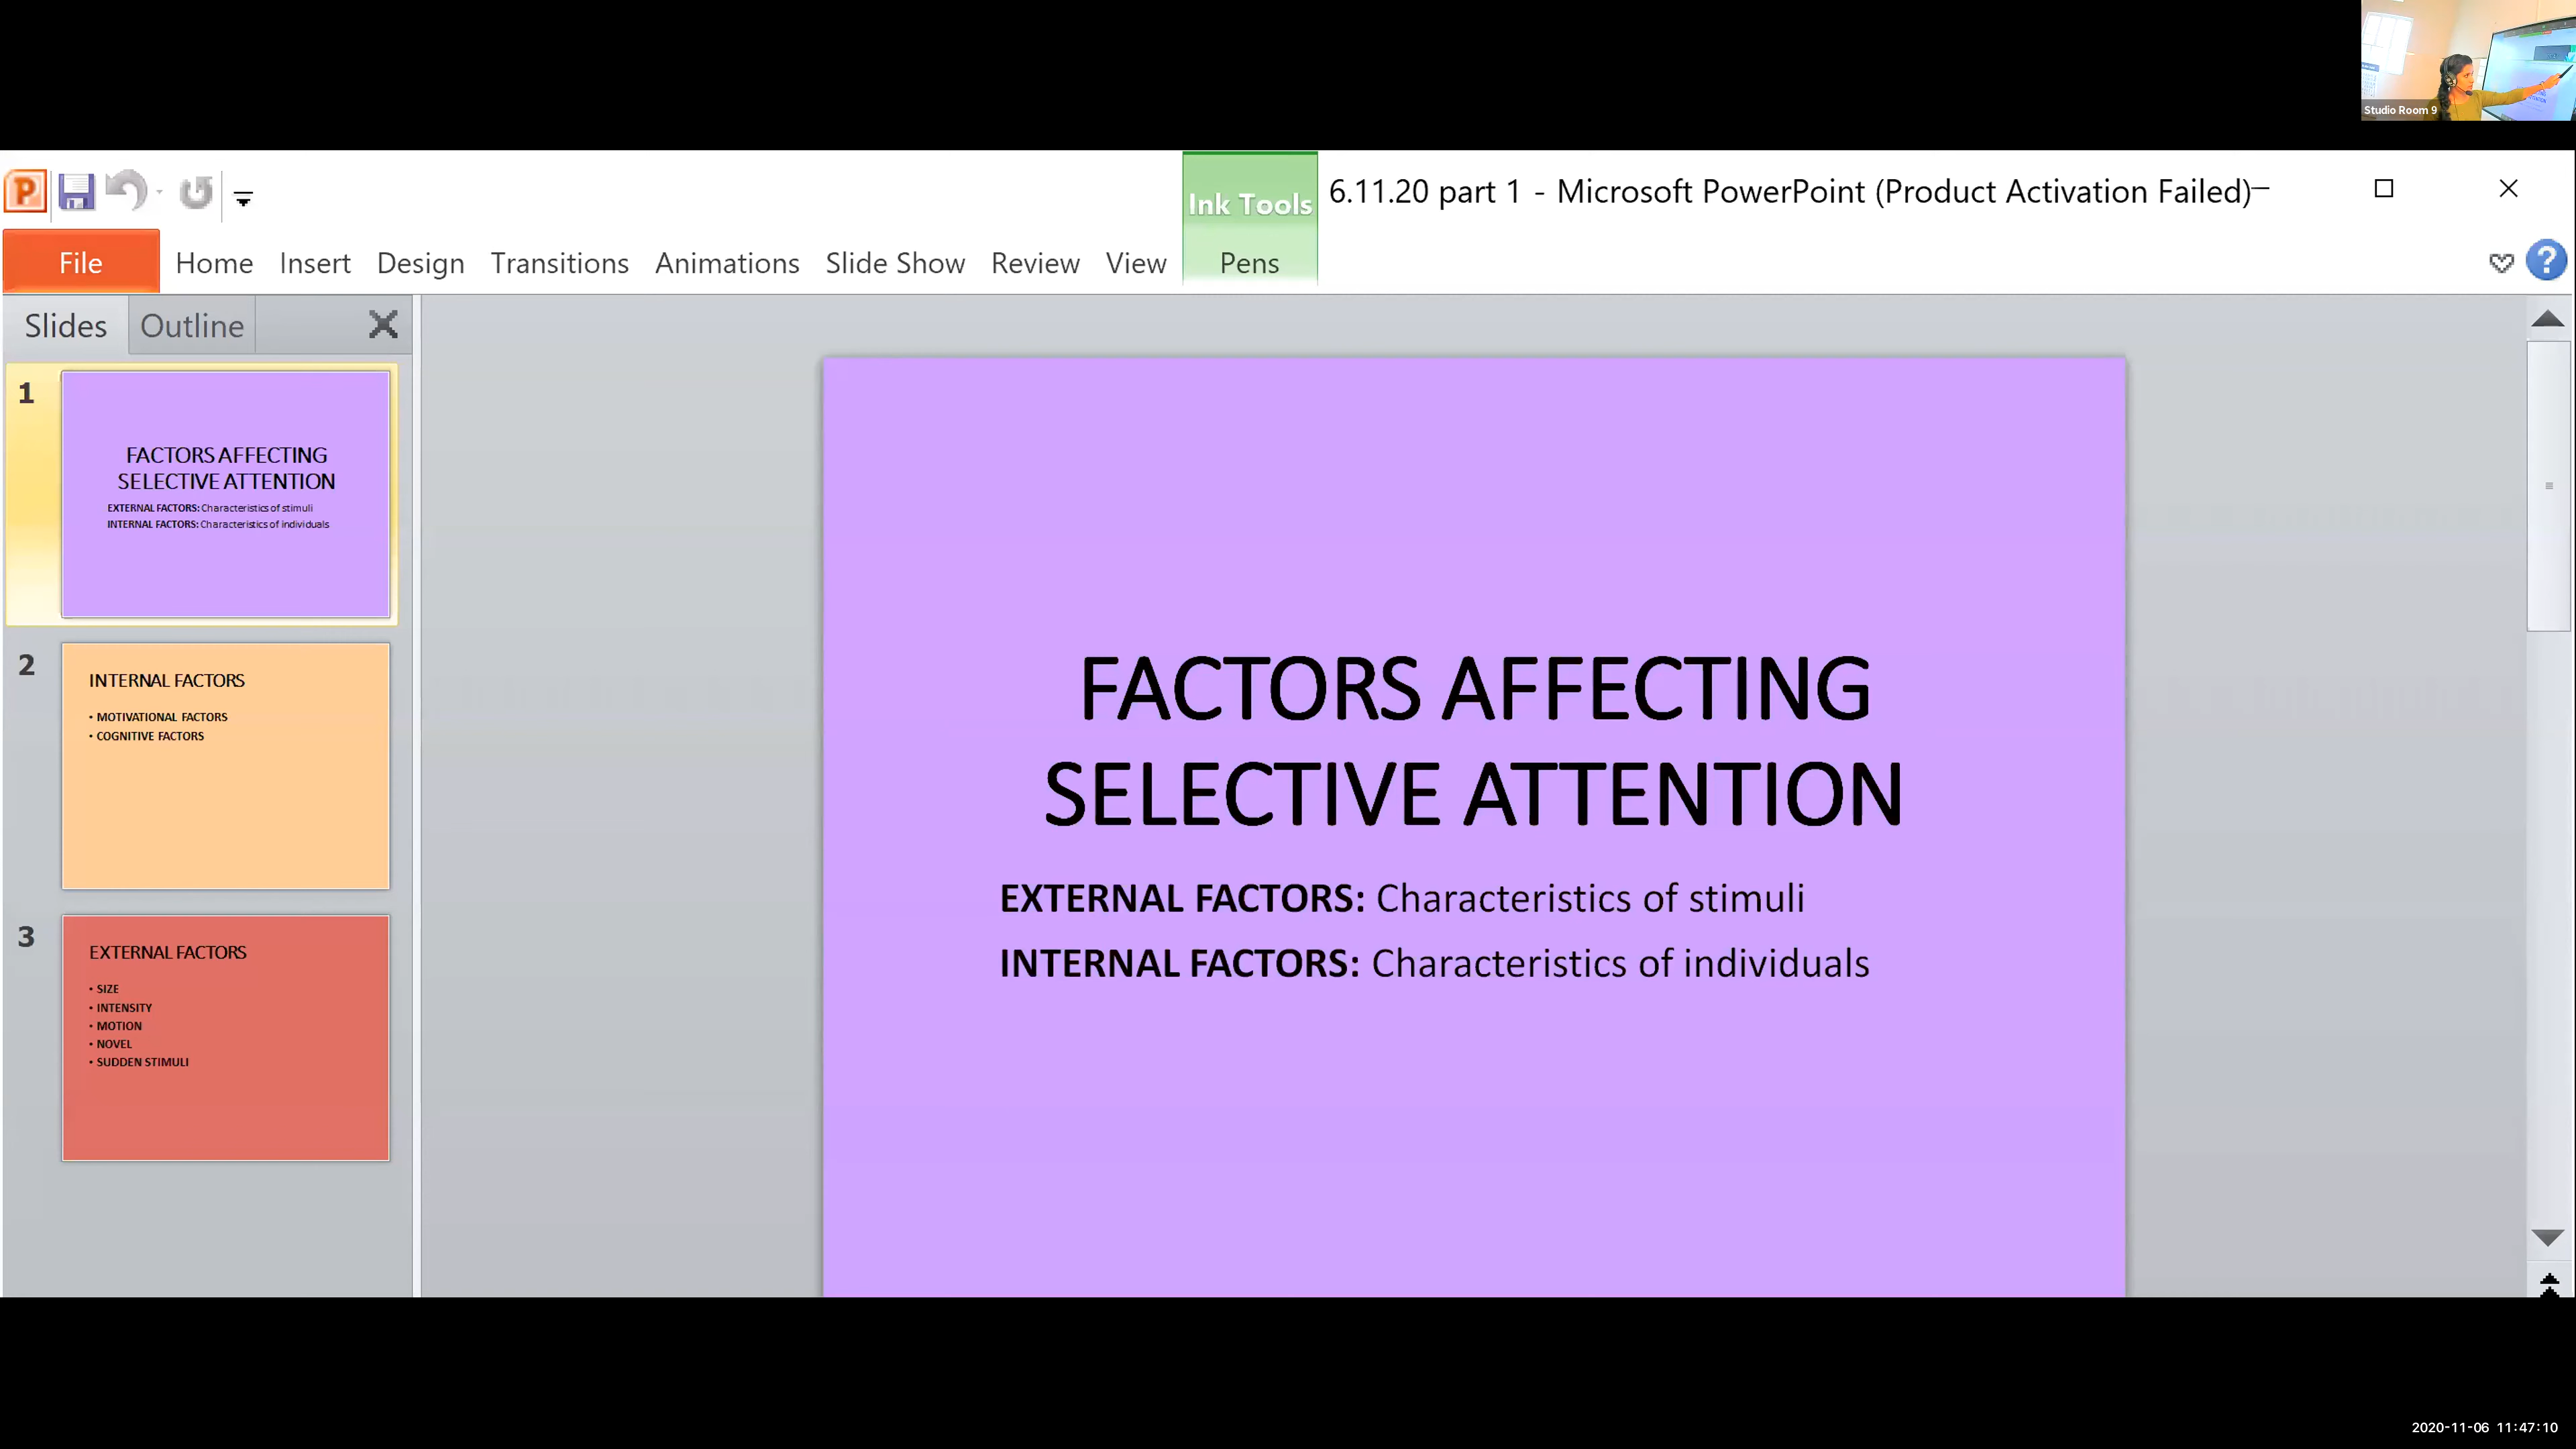 Studio Room 9
Ink Tools
6.11.20 part 1 - Microsoft PowerPoint (Product Activation Failed)
File Home Insert Design Transitions Animations Slide Show Review View Pens
Slides Outline
1
FACTORS AFFECTING
SELECTIVE ATTENTION
EXTERNAL FACTORS: Characteristics of stimuli
INTERNAL FACTORS: Characteristics of individuals
2
INTERNAL FACTORS
• MOTIVATIONAL FACTORS
• COGNITIVE FACTORS
3
EXTERNAL FACTORS
• SIZE
• INTENSITY
• MOTION
• NOVEL
• SUDDEN STIMULI
FACTORS AFFECTING
SELECTIVE ATTENTION
EXTERNAL FACTORS: Characteristics of stimuli
INTERNAL FACTORS: Characteristics of individuals
2020-11-06 11:47:10